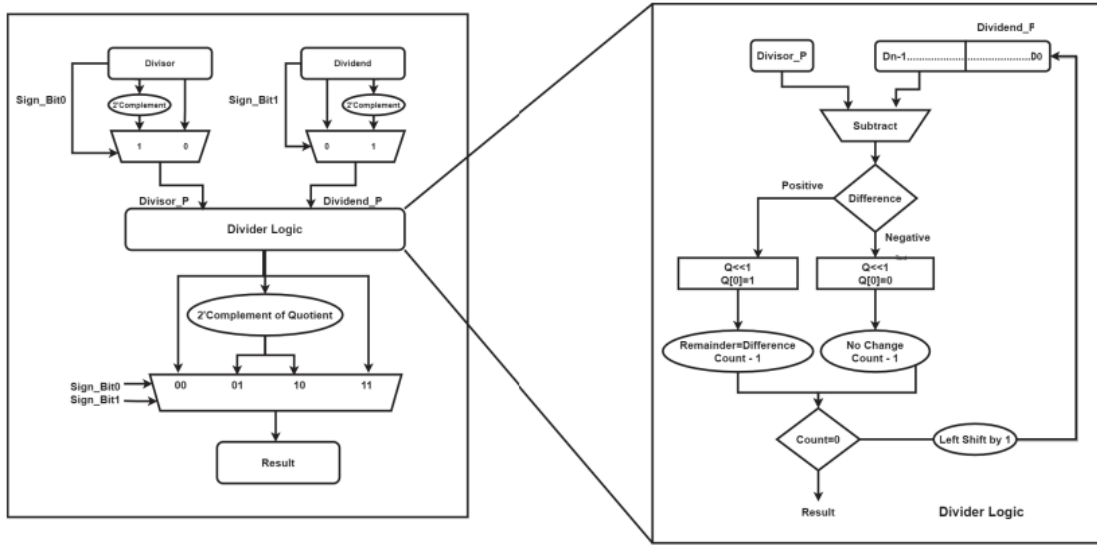 Divisor
Dividend
Sign_Bit0
2'Complement
Sign_Bit1
2'Complement
1 0
0 1
Divisor_P
Dividend_P
Divider Logic
2'Complement of Quotient
Sign_Bit0
Sign_Bit1
00 01 10 11
Result
Dividend_P
Divisor_P
Dn-1.......................................D0
Subtract
Positive
Difference
Negative
Q<<1
Q[0]=1
Q<<1
Q[0]=0
Remainder=Difference
Count - 1
No Change
Count - 1
Count=0
Left Shift by 1
Result
Divider Logic